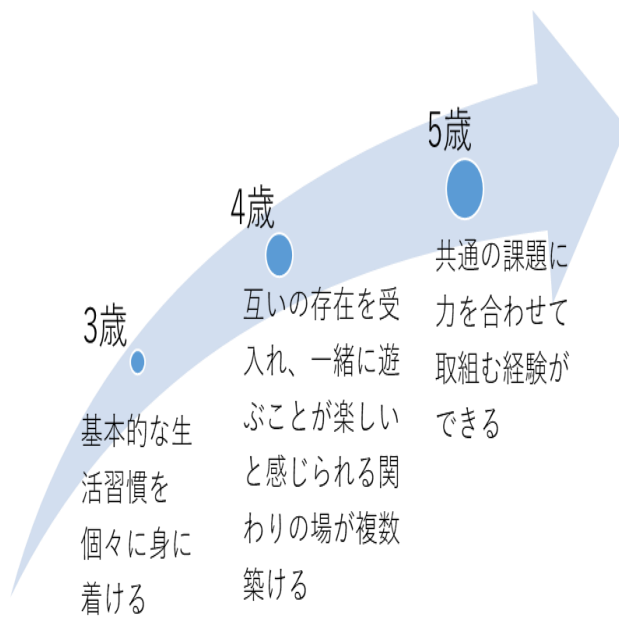 3歳
基本的な生
活習慣を
個々に身に
着ける
4歳
互いの存在を受
入れ、一緒に遊
ぶことが楽しい
と感じられる関
わりの場が複数
築ける
5歳
共通の課題に
力を合わせて
取組む経験が
できる